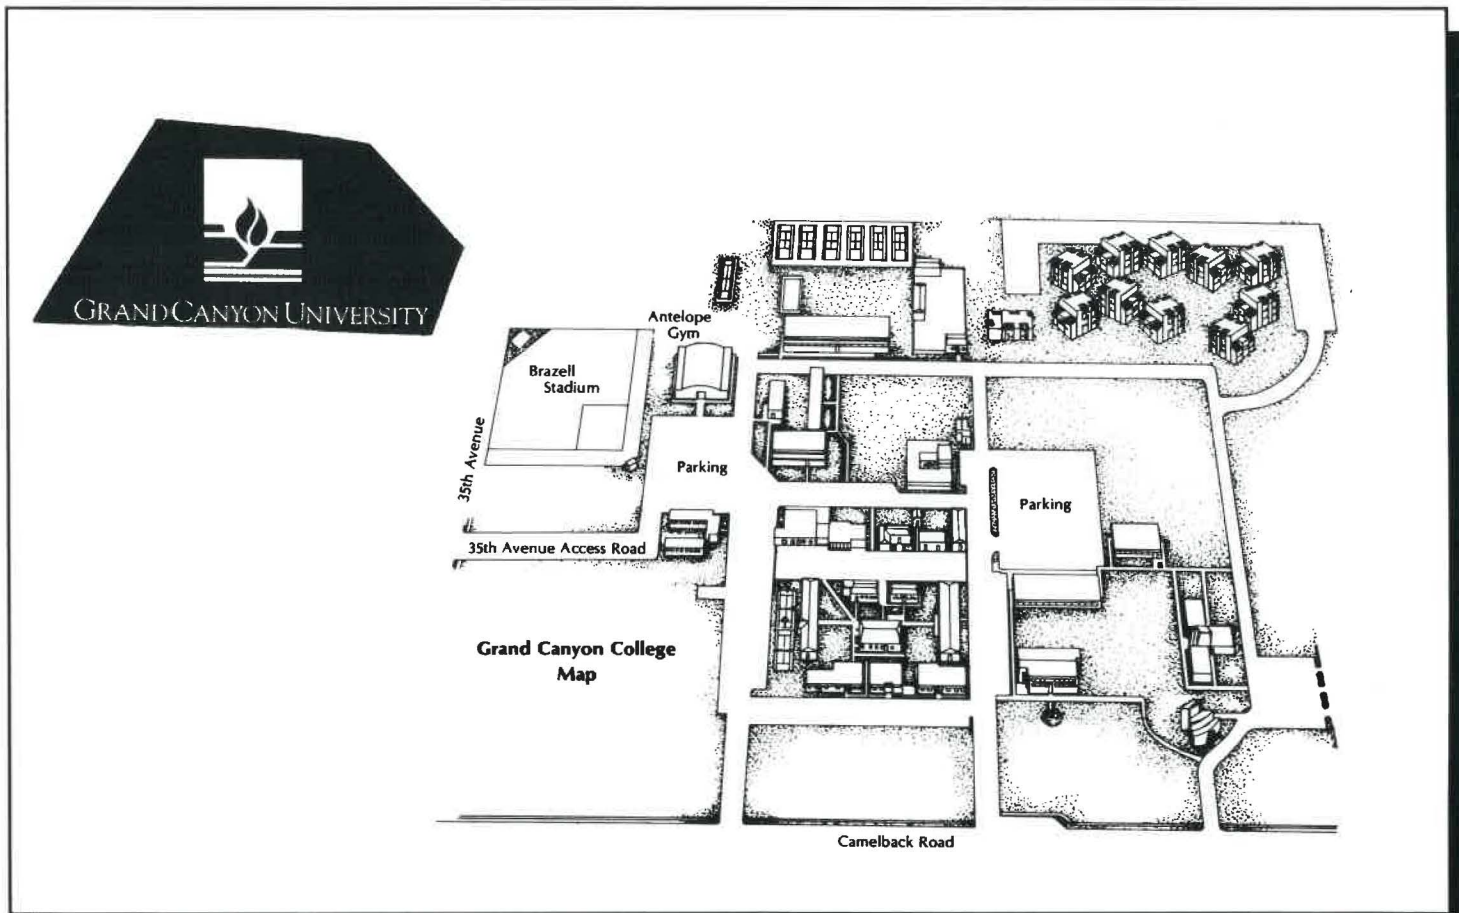 GRAND CANYON UNIVERSITY
Antelope
Gym
Brazell
Stadium
35th Avenue
Parking
Parking
35th Avenue Access Road
Grand Canyon College
Map
Camelback Road